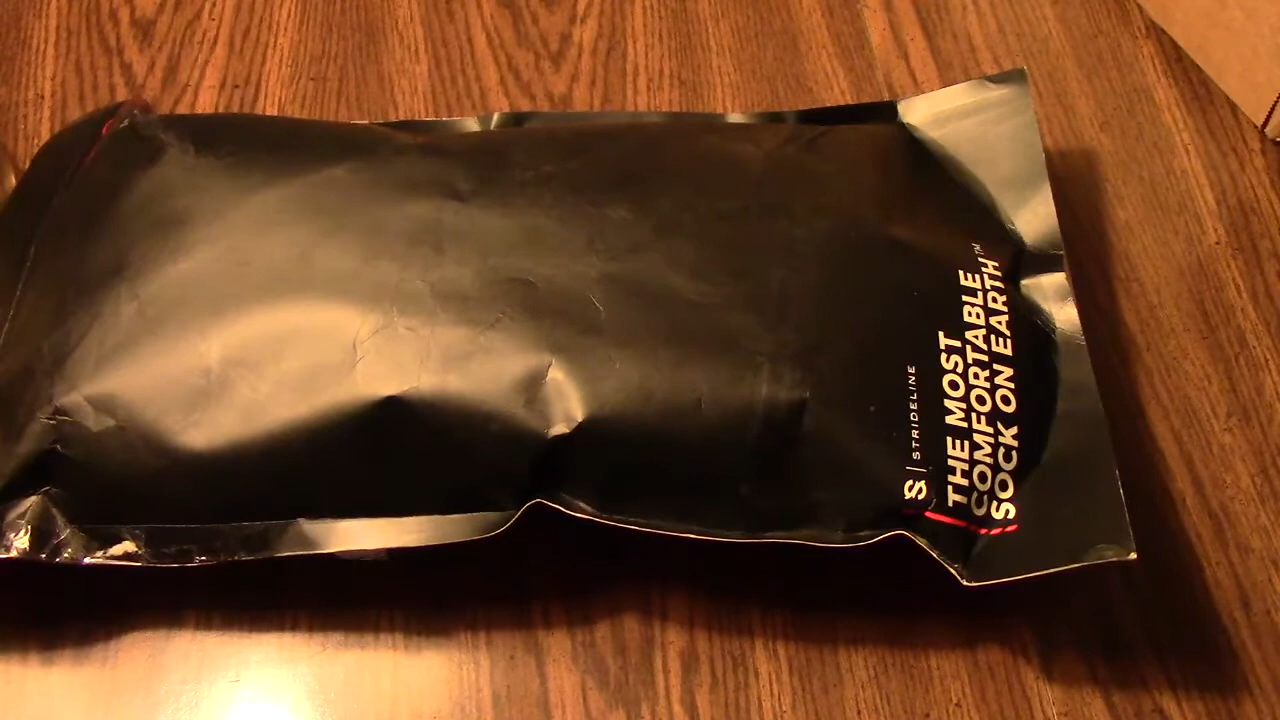 S | STRIDELINE
THE MOST
COMFORTABLE
SOCK ON EARTH™